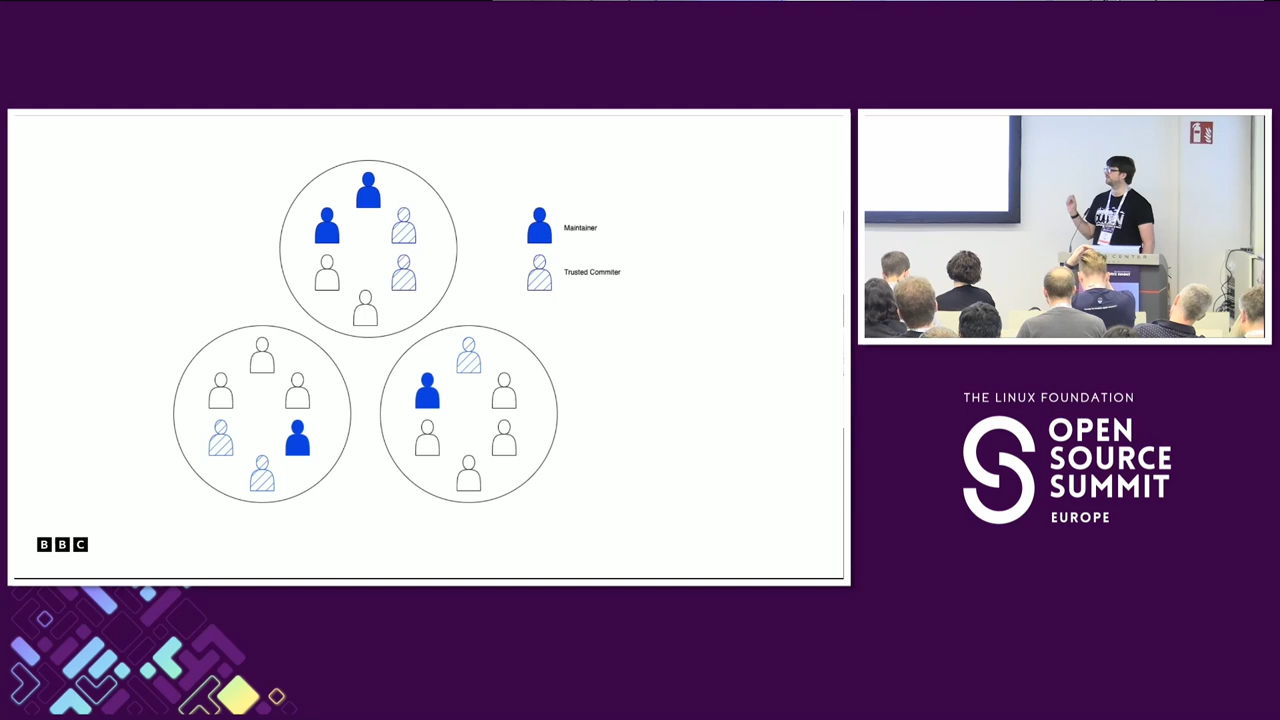 Maintainer
Trusted Commiter
BBC
THE LINUX FOUNDATION
OPEN
SOURCE
SUMMIT
EUROPE